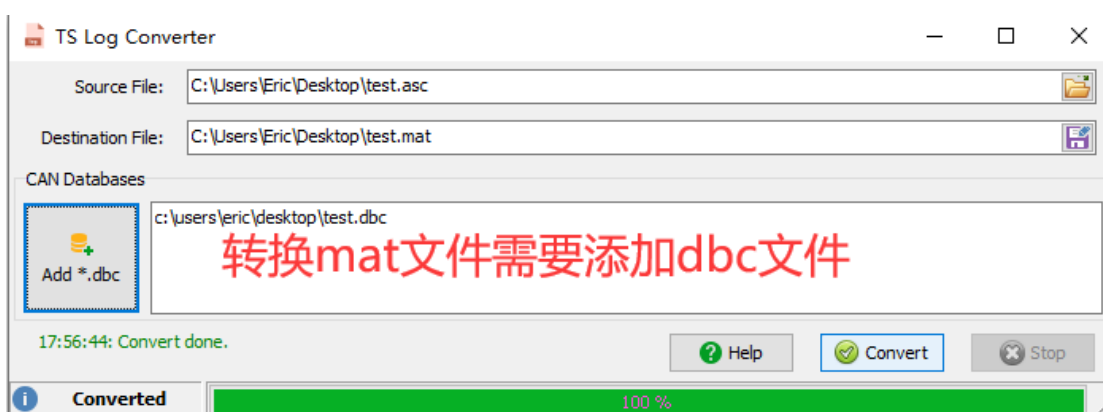 TS Log Converter
Source File: C:\Users\Eric\Desktop\test.asc
Destination File: C:\Users\Eric\Desktop\test.mat
CAN Databases
c:\users\eric\desktop\test.dbc
转换mat文件需要添加dbc文件
Add *.dbc
17:56:44: Convert done.
Help Convert Stop
Converted 100 %